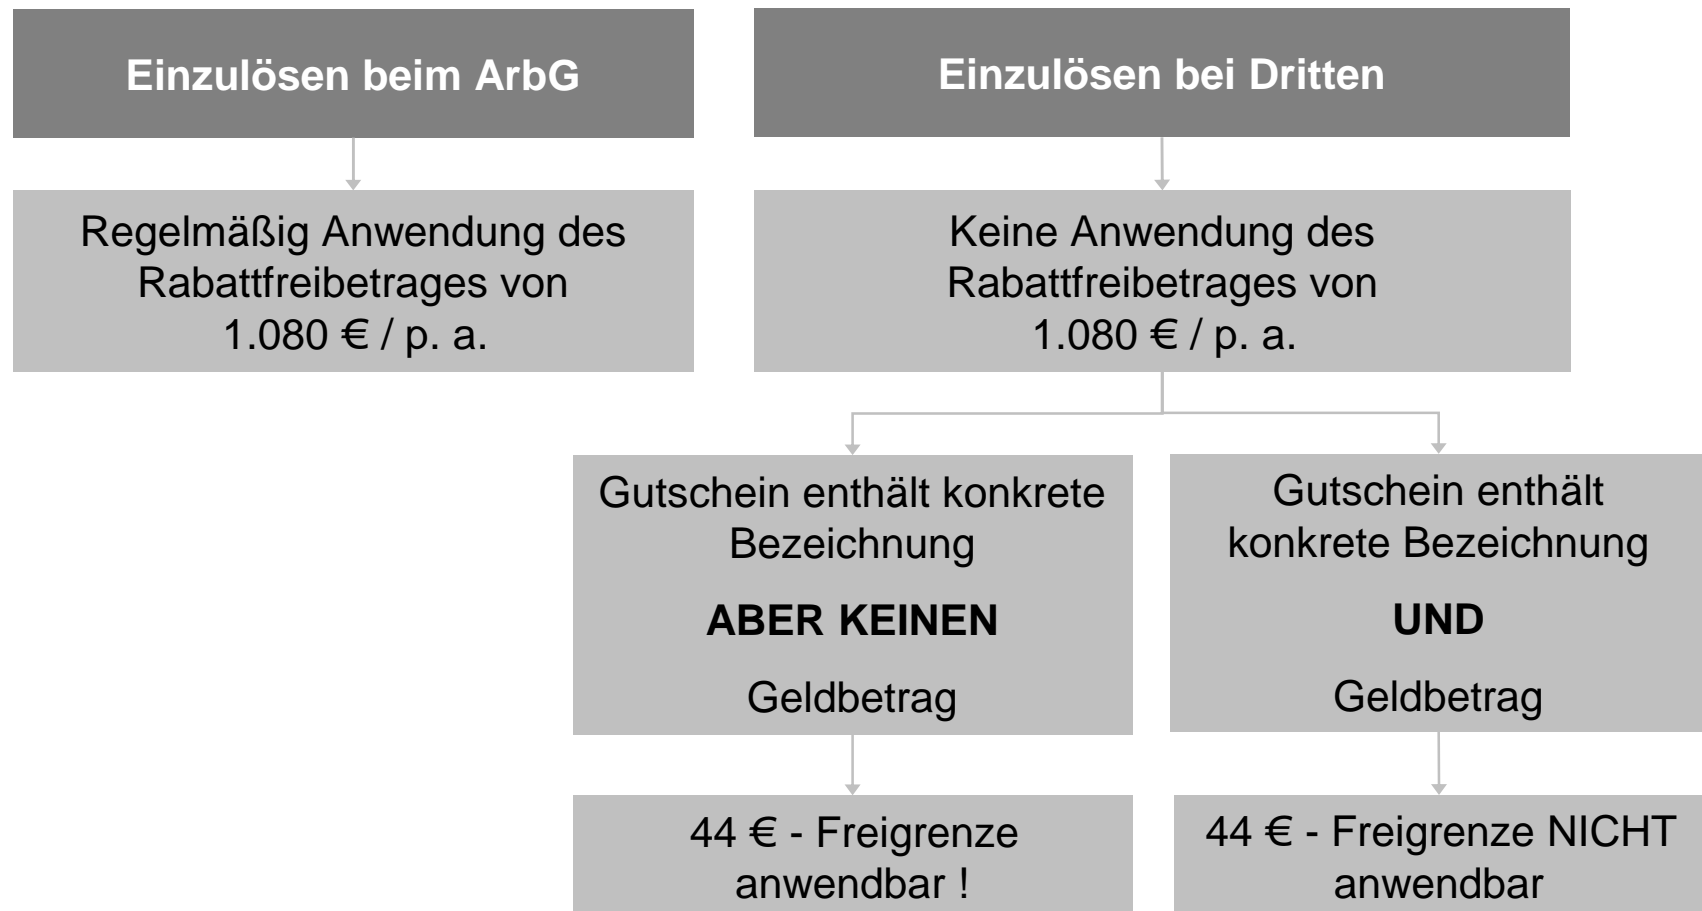 Einzulösen beim ArbG
Einzulösen bei Dritten
Regelmäßig Anwendung des
Rabattfreibetrages von
1.080 € / p. a.
Keine Anwendung des
Rabattfreibetrages von
1.080 € / p. a.
Gutschein enthält konkrete
Bezeichnung
ABER KEINEN
Geldbetrag
Gutschein enthält
konkrete Bezeichnung
UND
Geldbetrag
44 € - Freigrenze
anwendbar !
44 € - Freigrenze NICHT
anwendbar